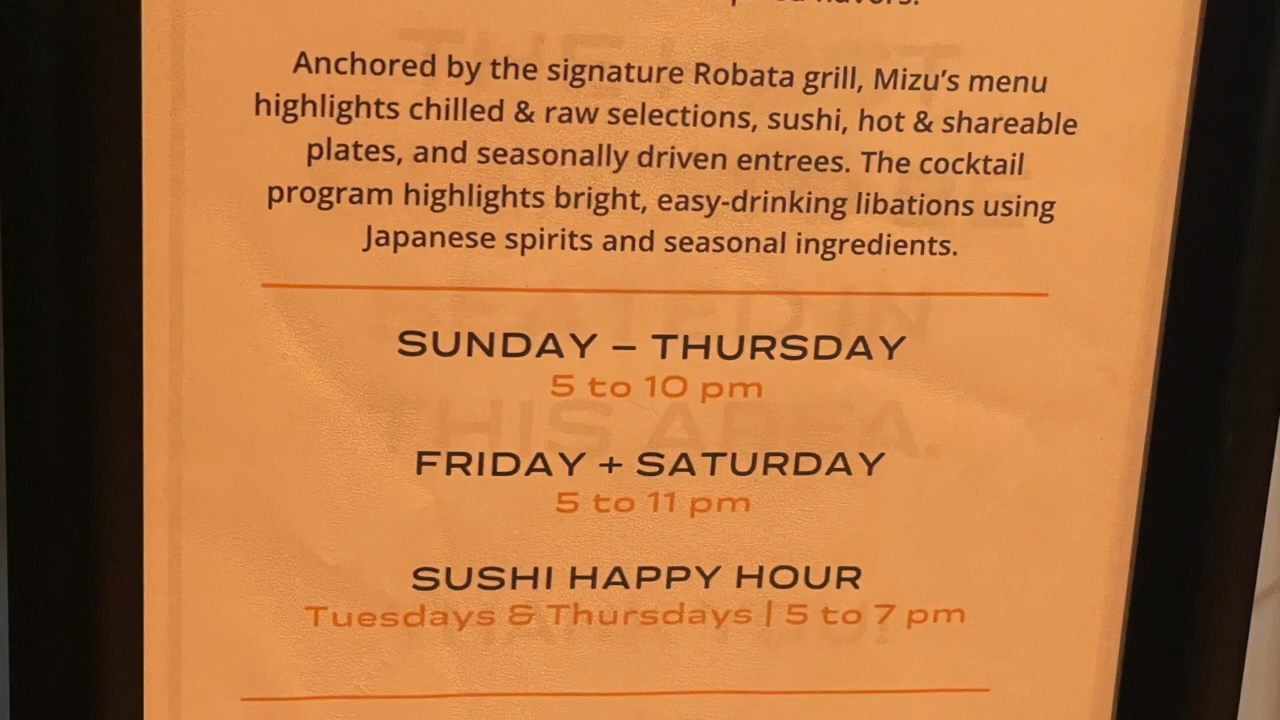 flavors.
Anchored by the signature Robata grill, Mizu's menu
highlights chilled & raw selections, sushi, hot & shareable
plates, and seasonally driven entrees. The cocktail
program highlights bright, easy-drinking libations using
Japanese spirits and seasonal ingredients.
SUNDAY – THURSDAY
5 to 10 pm
FRIDAY + SATURDAY
5 to 11 pm
SUSHI HAPPY HOUR
Tuesdays & Thursdays | 5 to 7 pm